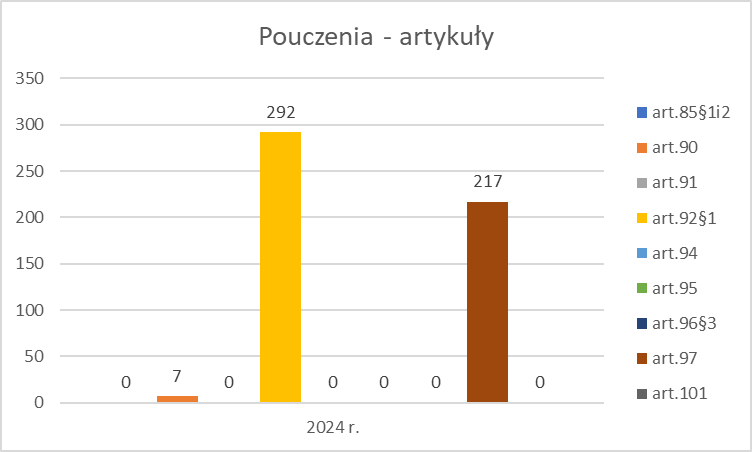 Pouczenia - artykuły
350
300
250
200
150
100
50
0
0
7
0
292
0
0
0
217
0
2024 r.
art.85§1i2
art.90
art.91
art.92§1
art.94
art.95
art.96§3
art.97
art.101